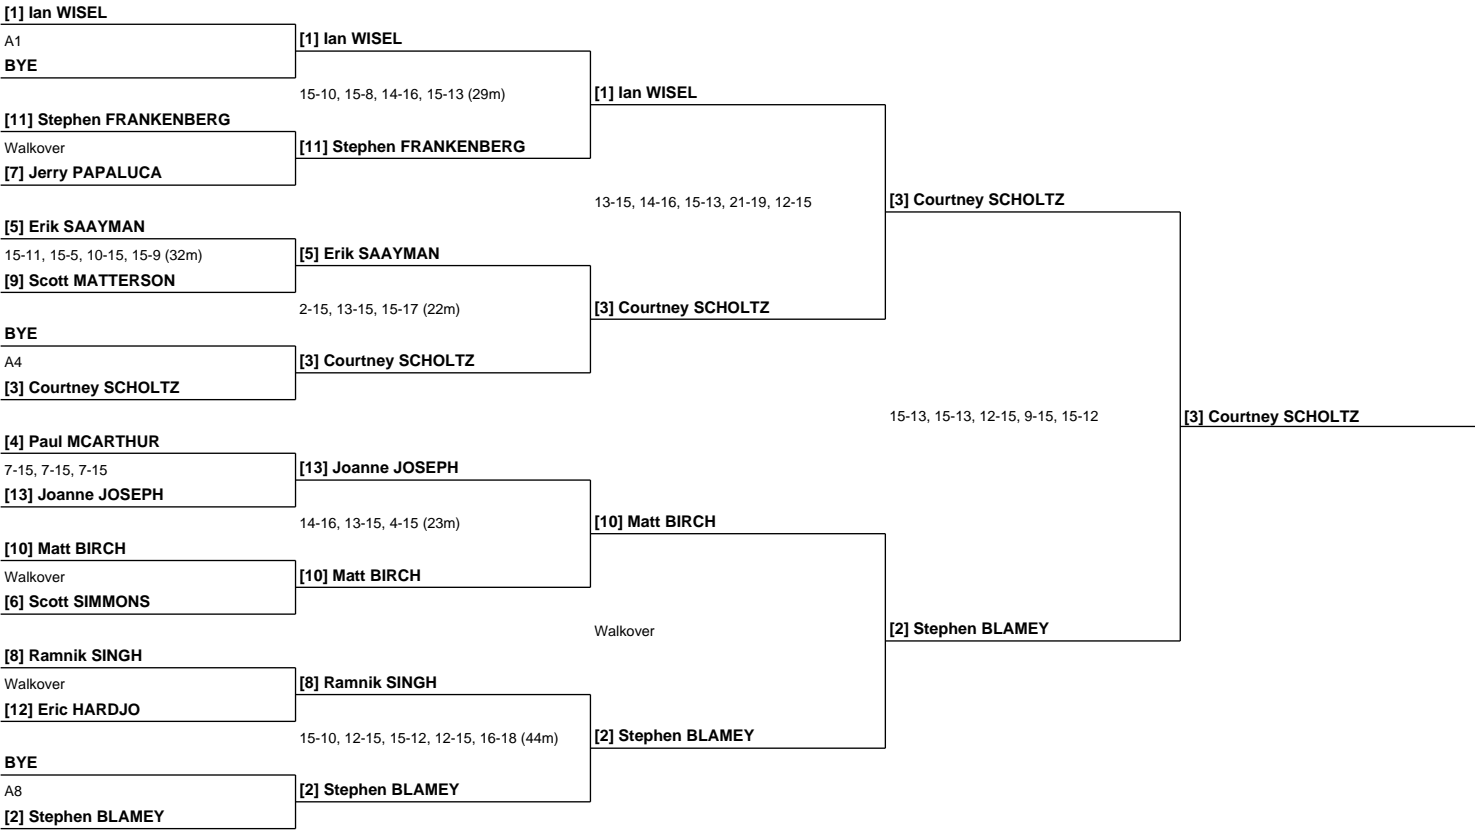 [1] Ian WISEL
A1
BYE
[11] Stephen FRANKENBERG
Walkover
[7] Jerry PAPALUCA
[5] Erik SAAYMAN
15-11, 15-5, 10-15, 15-9 (32m)
[9] Scott MATTERSON
BYE
A4
[3] Courtney SCHOLTZ
[4] Paul MCARTHUR
7-15, 7-15, 7-15
[13] Joanne JOSEPH
[10] Matt BIRCH
Walkover
[6] Scott SIMMONS
[8] Ramnik SINGH
Walkover
[12] Eric HARDJO
BYE
A8
[2] Stephen BLAMEY
[1] Ian WISEL
15-10, 15-8, 14-16, 15-13 (29m)
[11] Stephen FRANKENBERG
[5] Erik SAAYMAN
2-15, 13-15, 15-17 (22m)
[3] Courtney SCHOLTZ
[13] Joanne JOSEPH
14-16, 13-15, 4-15 (23m)
[10] Matt BIRCH
[8] Ramnik SINGH
15-10, 12-15, 15-12, 12-15, 16-18 (44m)
[2] Stephen BLAMEY
[1] Ian WISEL
13-15, 14-16, 15-13, 21-19, 12-15
[3] Courtney SCHOLTZ
[10] Matt BIRCH
Walkover
[2] Stephen BLAMEY
[3] Courtney SCHOLTZ
15-13, 15-13, 12-15, 9-15, 15-12
[2] Stephen BLAMEY
[3] Courtney SCHOLTZ